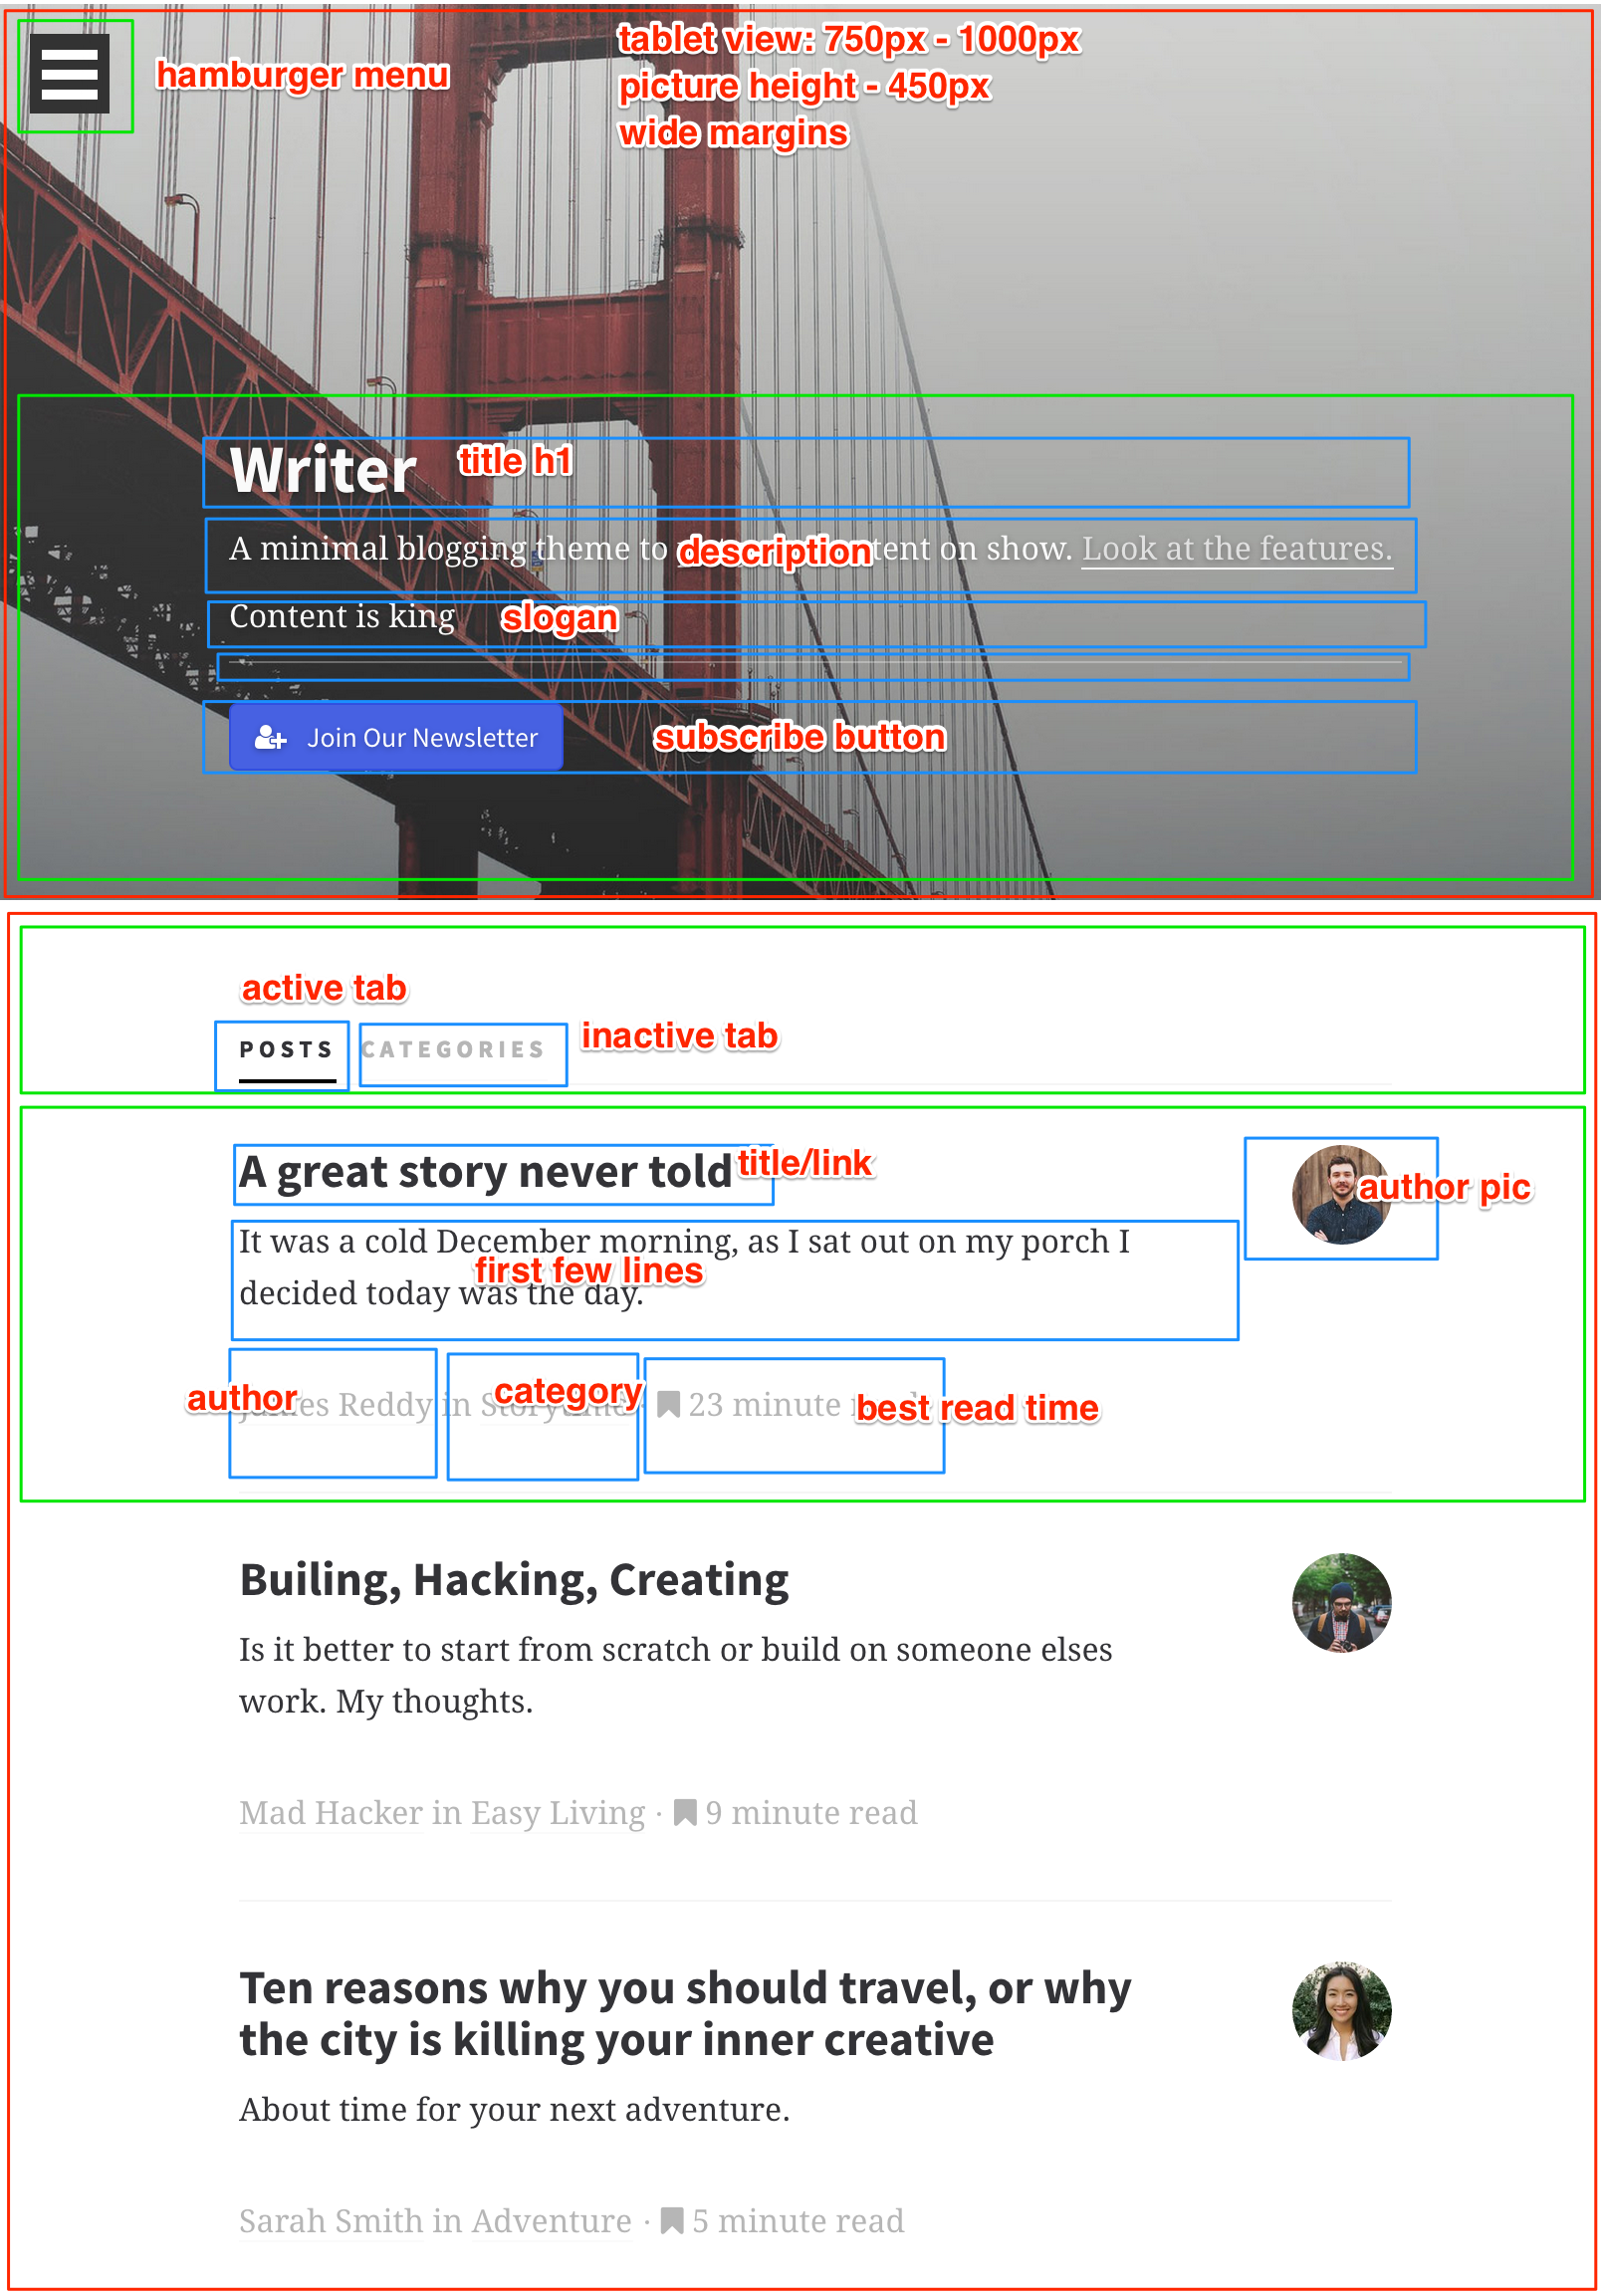 tablet view: 750px - 1000px
hamburger menu
picture height - 450px
wide margins
Writer title h1
A minimal blogging theme to description on show. Look at the features.
Content is king slogan
Join Our Newsletter subscribe button
active tab
inactive tab
POSTS CATEGORIES
A great story never told title/link
author pic
It was a cold December morning, as I sat out on my porch I
first few lines
decided today was the day.
author category best read time
Reddy in 23 minute
Builing, Hacking, Creating
Is it better to start from scratch or build on someone elses
work. My thoughts.
Mad Hacker in Easy Living · 9 minute read
Ten reasons why you should travel, or why
the city is killing your inner creative
About time for your next adventure.
Sarah Smith in Adventure · 5 minute read